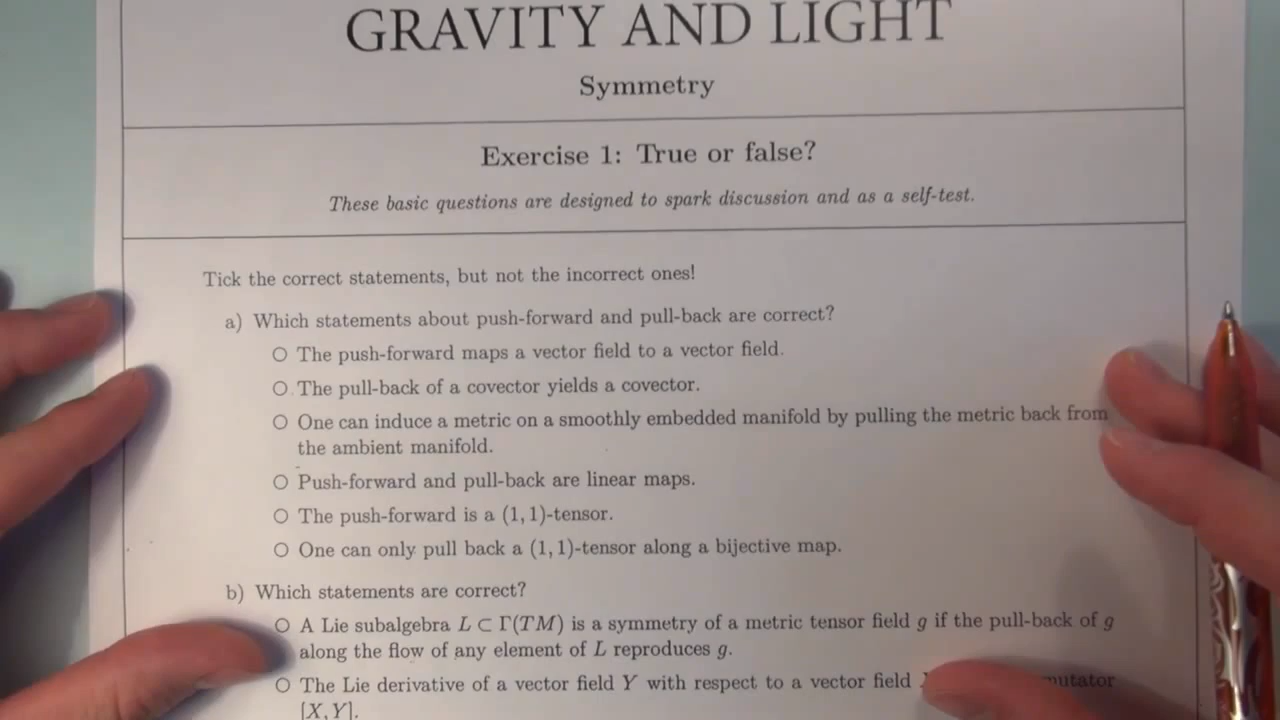 GRAVITY AND LIGHT
Symmetry
Exercise 1: True or false?
These basic questions are designed to spark discussion and as a self-test.
Tick the correct statements, but not the incorrect ones!
a) Which statements about push-forward and pull-back are correct?
The push-forward maps a vector field to a vector field.
The pull-back of a covector yields a covector.
One can induce a metric on a smoothly embedded manifold by pulling the metric back from
the ambient manifold.
Push-forward and pull-back are linear maps.
The push-forward is a (1, 1)-tensor.
One can only pull back a (1, 1)-tensor along a bijective map.
b) Which statements are correct?
A Lie subalgebra L ⊂ Γ(TM) is a symmetry of a metric tensor field g if the pull-back of g
along the flow of any element of L reproduces g.
The Lie derivative of a vector field Y with respect to a vector field
[X, Y].